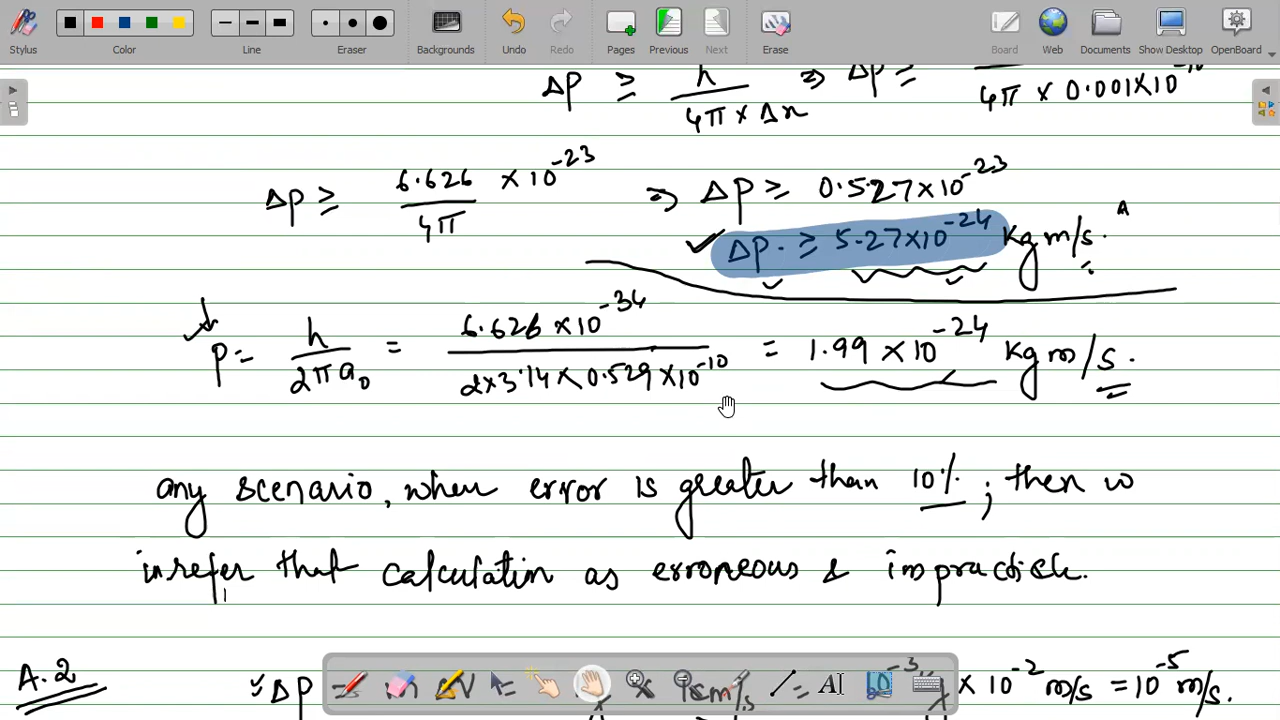 Stylus Color Line Eraser Backgrounds Undo Redo Pages Previous Next Erase Board Web Documents Show Desktop OpenBoard
Δp ≥ h / 4π × Δx ⇒ Δp ≥ / 4π × 0.001×10
Δp ≥ 6.626 × 10^-23 / 4π ⇒ Δp ≥ 0.527×10^-23
Δp. ≥ 5.27×10^-24 kg m/s.
p = h / 2πa₀ = 6.626 ×10^-34 / 2×3.14×0.529×10^-10 = 1.99 ×10^-24 kg m/s.
any scenario, when error is greater than 10%; then
refer that calculation as erroneous &
A.2 Δp × 10^-2 m/s = 10^-5 m/s.